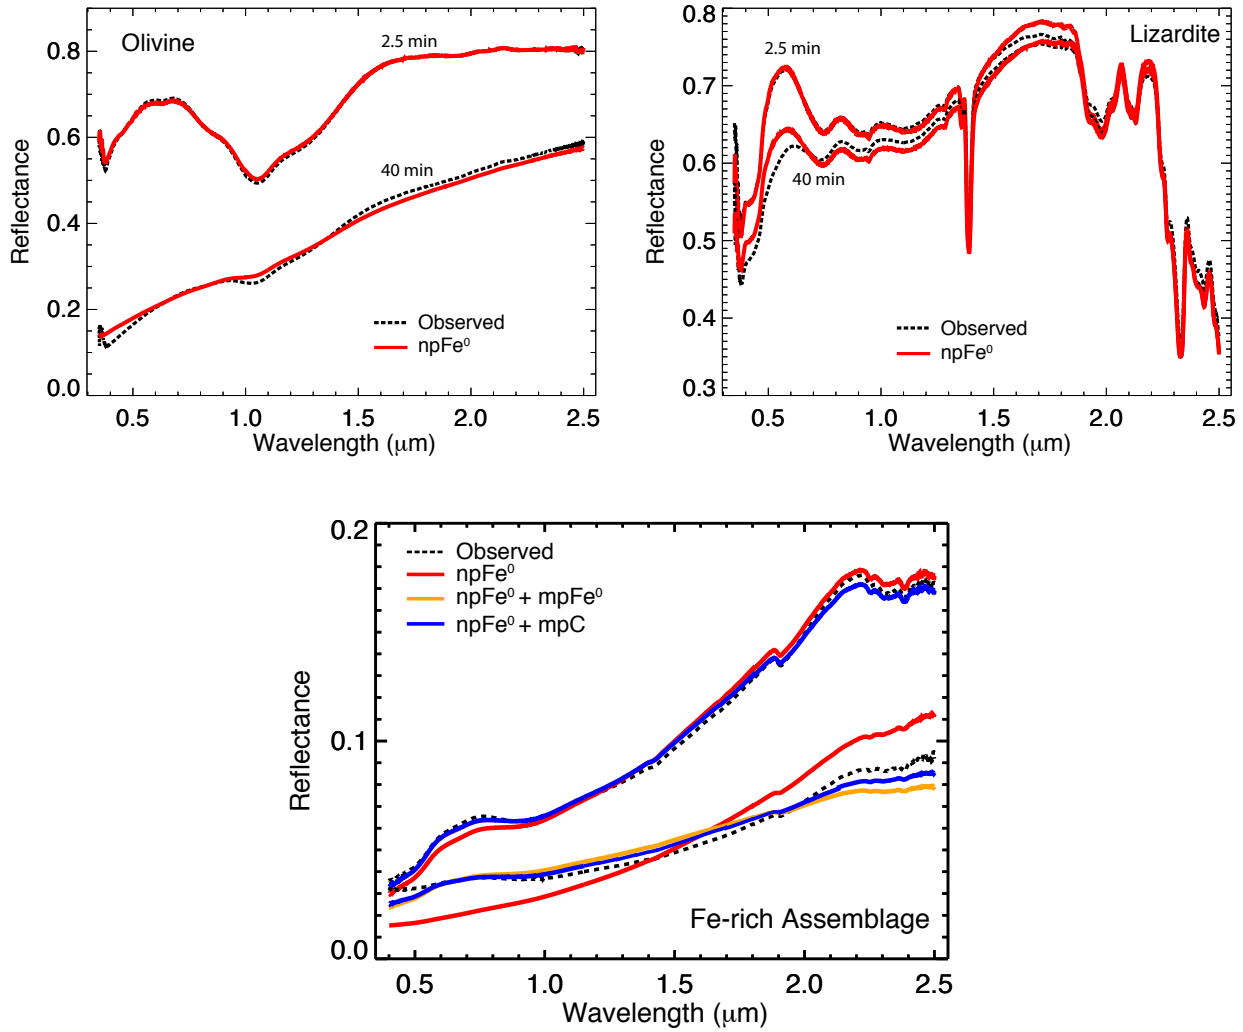 Olivine
2.5 min
40 min
Observed
npFe⁰
0.8
0.6
0.4
0.2
0.0
Reflectance
0.5
1.0
1.5
2.0
2.5
Wavelength (μm)
Lizardite
2.5 min
40 min
Observed
npFe⁰
0.8
0.7
0.6
0.5
0.4
0.3
Reflectance
0.5
1.0
1.5
2.0
2.5
Wavelength (μm)
Observed
npFe⁰
npFe⁰ + mpFe⁰
npFe⁰ + mpC
Fe-rich Assemblage
0.2
0.1
0.0
Reflectance
0.5
1.0
1.5
2.0
2.5
Wavelength (μm)